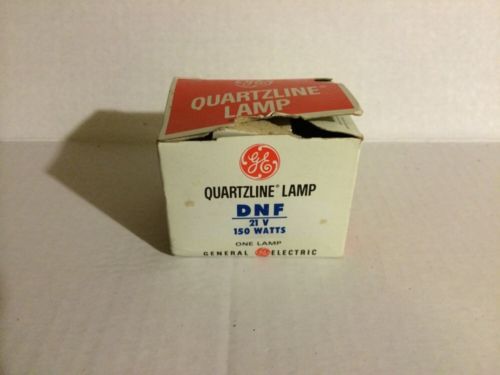 QUARTZLINE®
LAMP
GE
QUARTZLINE® LAMP
DNF
21 V
150 WATTS
ONE LAMP
GENERAL GE ELECTRIC